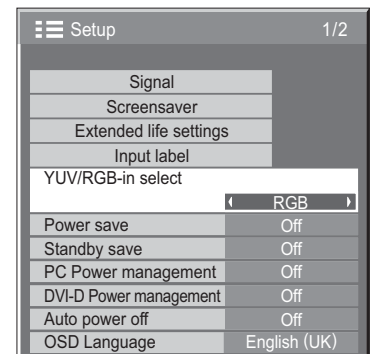 Setup 1/2
Signal
Screensaver
Extended life settings
Input label
YUV/RGB-in select
RGB
Power save Off
Standby save Off
PC Power management Off
DVI-D Power management Off
Auto power off Off
OSD Language English (UK)